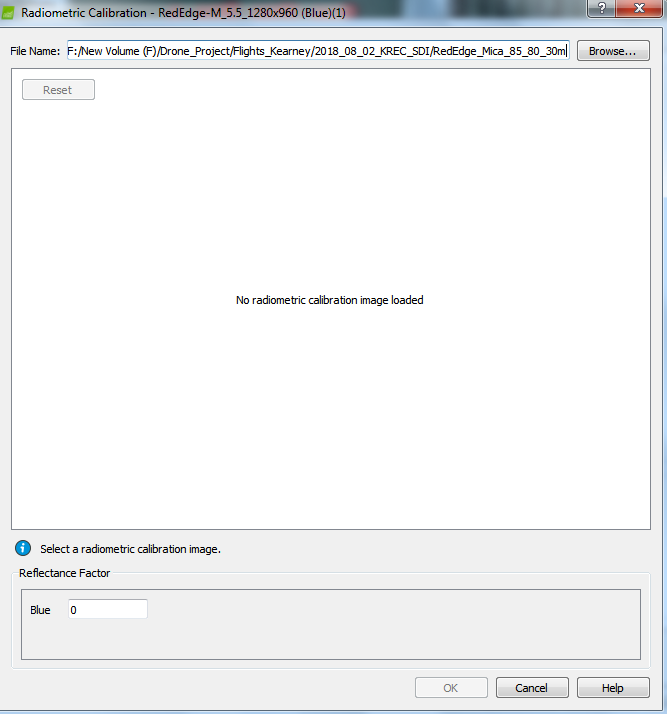 Radiometric Calibration - RedEdge-M_5.5_1280x960 (Blue)(1)
?
File Name: F:/New Volume (F)/Drone_Project/Flights_Kearney/2018_08_02_KREC_SDI/RedEdge_Mica_85_80_30m Browse...
Reset
No radiometric calibration image loaded
Select a radiometric calibration image.
Reflectance Factor
Blue 0
OK Cancel Help